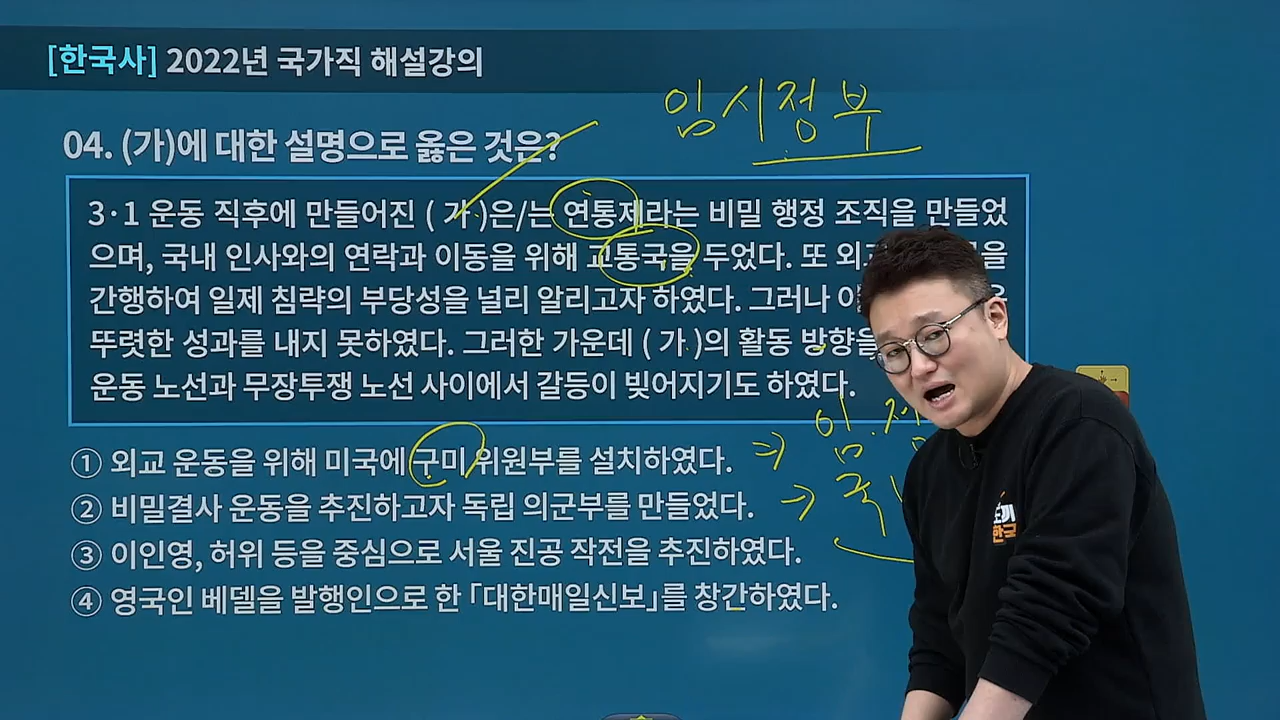 [한국사] 2022년 국가직 해설강의
임시정부
04. (가)에 대한 설명으로 옳은 것은?
3·1 운동 직후에 만들어진 ( 가 )은/는 연통제라는 비밀 행정 조직을 만들었
으며, 국내 인사와의 연락과 이동을 위해 교통국을 두었다. 또 외교 을
간행하여 일제 침략의 부당성을 널리 알리고자 하였다. 그러나
뚜렷한 성과를 내지 못하였다. 그러한 가운데 ( 가 )의 활동 방향을
운동 노선과 무장투쟁 노선 사이에서 갈등이 빚어지기도 하였다.
① 외교 운동을 위해 미국에 구미 위원부를 설치하였다. ⇒ 임.정
② 비밀결사 운동을 추진하고자 독립 의군부를 만들었다. → 국
③ 이인영, 허위 등을 중심으로 서울 진공 작전을 추진하였다.
④ 영국인 베델을 발행인으로 한 「대한매일신보」를 창간하였다.
한국